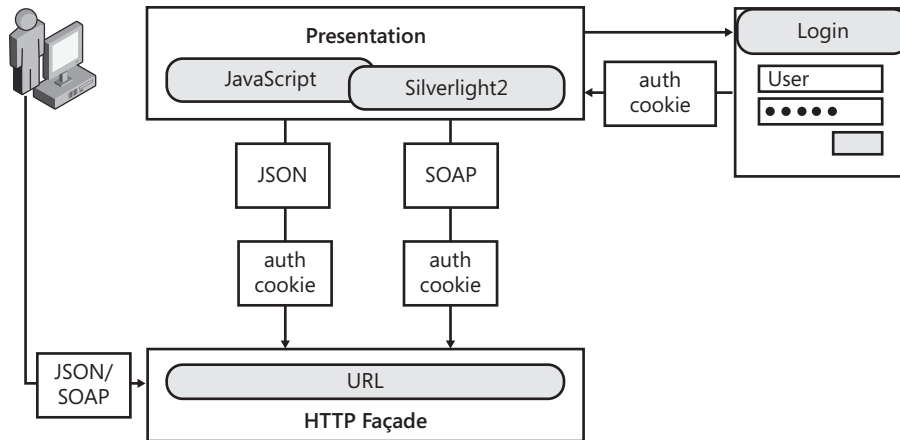 Presentation
JavaScript
Silverlight2
Login
User
auth
cookie
JSON
SOAP
auth
cookie
auth
cookie
JSON/
SOAP
URL
HTTP Façade